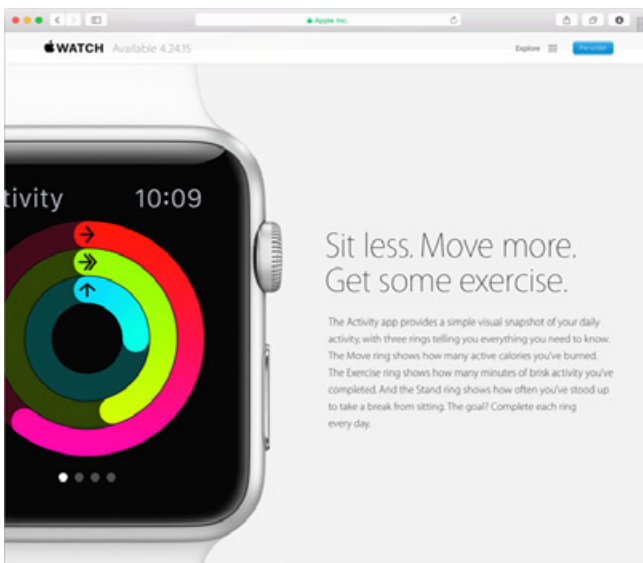 Apple Inc.
WATCH Available 4.24.15
Explore
Pre-order
tivity 10:09
Sit less. Move more.
Get some exercise.
The Activity app provides a simple visual snapshot of your daily
activity, with three rings telling you everything you need to know.
The Move ring shows how many active calories you've burned.
The Exercise ring shows how many minutes of brisk activity you've
completed. And the Stand ring shows how often you've stood up
to take a break from sitting. The goal? Complete each ring
every day.